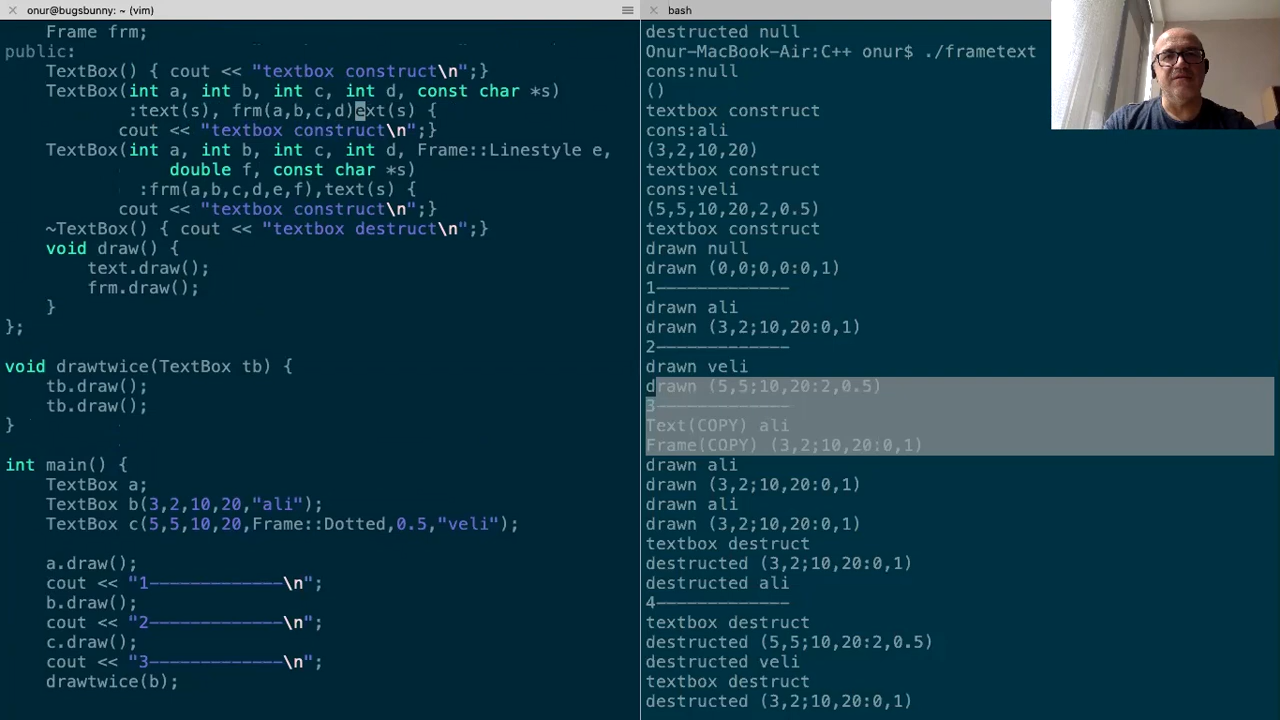 onur@bugsbunny: ~ (vim)
Frame frm;
public:
TextBox() { cout << "textbox construct\n";}
TextBox(int a, int b, int c, int d, const char *s)
:text(s), frm(a,b,c,d)ext(s) {
cout << "textbox construct\n";}
TextBox(int a, int b, int c, int d, Frame::Linestyle e,
double f, const char *s)
:frm(a,b,c,d,e,f),text(s) {
cout << "textbox construct\n";}
~TextBox() { cout << "textbox destruct\n";}
void draw() {
text.draw();
frm.draw();
}
};
void drawtwice(TextBox tb) {
tb.draw();
tb.draw();
}
int main() {
TextBox a;
TextBox b(3,2,10,20,"ali");
TextBox c(5,5,10,20,Frame::Dotted,0.5,"veli");
a.draw();
cout << "1-------------\n";
b.draw();
cout << "2-------------\n";
c.draw();
cout << "3-------------\n";
drawtwice(b);
bash
destructed null
Onur-MacBook-Air:C++ onur$ ./frametext
cons:null
()
textbox construct
cons:ali
(3,2,10,20)
textbox construct
cons:veli
(5,5,10,20,2,0.5)
textbox construct
drawn null
drawn (0,0;0,0:0,1)
1-------------
drawn ali
drawn (3,2;10,20:0,1)
2-------------
drawn veli
drawn (5,5;10,20:2,0.5)
3-------------
Text(COPY) ali
Frame(COPY) (3,2;10,20:0,1)
drawn ali
drawn (3,2;10,20:0,1)
drawn ali
drawn (3,2;10,20:0,1)
textbox destruct
destructed (3,2;10,20:0,1)
destructed ali
4-------------
textbox destruct
destructed (5,5;10,20:2,0.5)
destructed veli
textbox destruct
destructed (3,2;10,20:0,1)